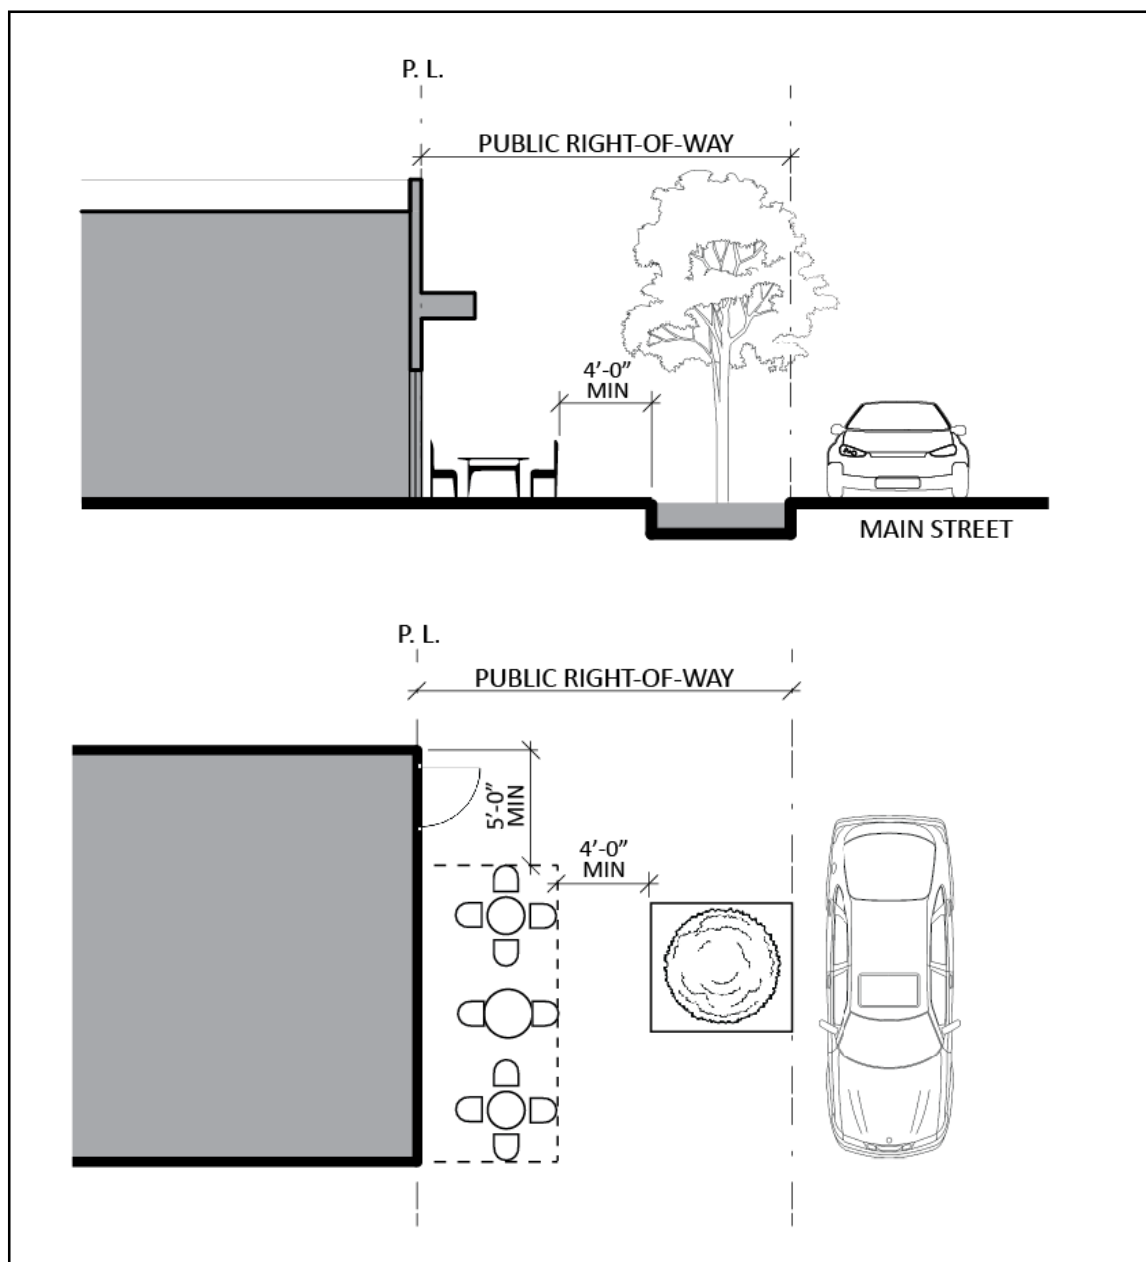 P. L.
PUBLIC RIGHT-OF-WAY
4’-0”
MIN
MAIN STREET
P. L.
PUBLIC RIGHT-OF-WAY
5’-0”
MIN
4’-0”
MIN